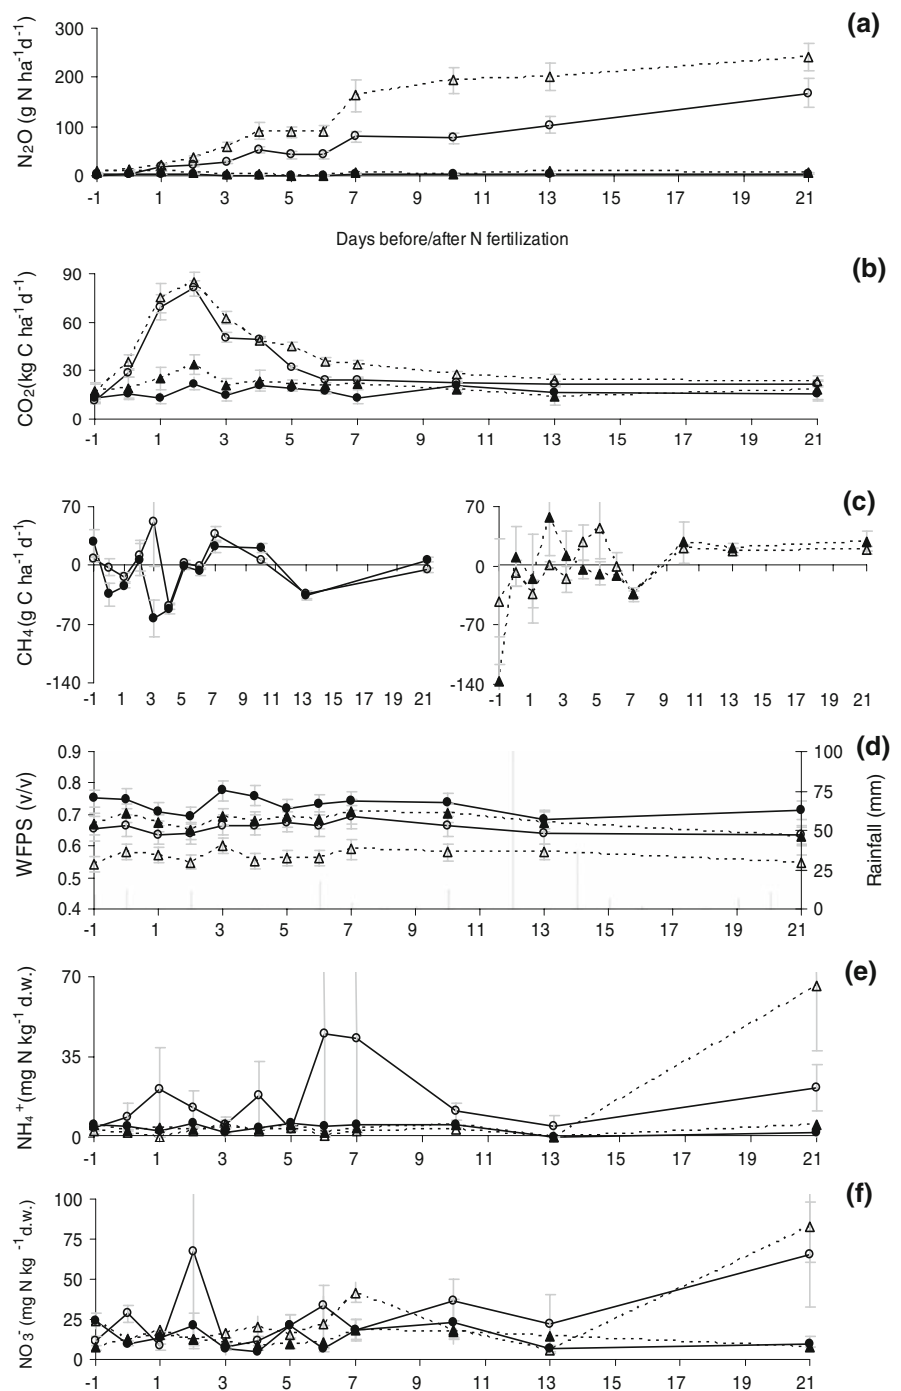 (a)
N₂O (g N ha⁻¹d⁻¹)
300
200
100
0
-1 1 3 5 7 9 11 13 15 17 19 21
Days before/after N fertilization
(b)
CO₂(kg C ha⁻¹d⁻¹)
90
60
30
0
-1 1 3 5 7 9 11 13 15 17 19 21
(c)
CH₄(g C ha⁻¹d⁻¹)
70
0
-70
-140
-1 1 3 5 7 9 11 13 15 17 19 21
70
0
-70
-140
-1 1 3 5 7 9 11 13 15 17 19 21
(d)
WFPS (v/v)
0.9
0.8
0.7
0.6
0.5
0.4
100
75
50
25
0
Rainfall (mm)
-1 1 3 5 7 9 11 13 15 17 19 21
(e)
NH₄⁺(mg N kg⁻¹ d.w.)
70
35
0
-1 1 3 5 7 9 11 13 15 17 19 21
(f)
NO₃⁻(mg N kg⁻¹d.w.)
100
75
50
25
0
-1 1 3 5 7 9 11 13 15 17 19 21